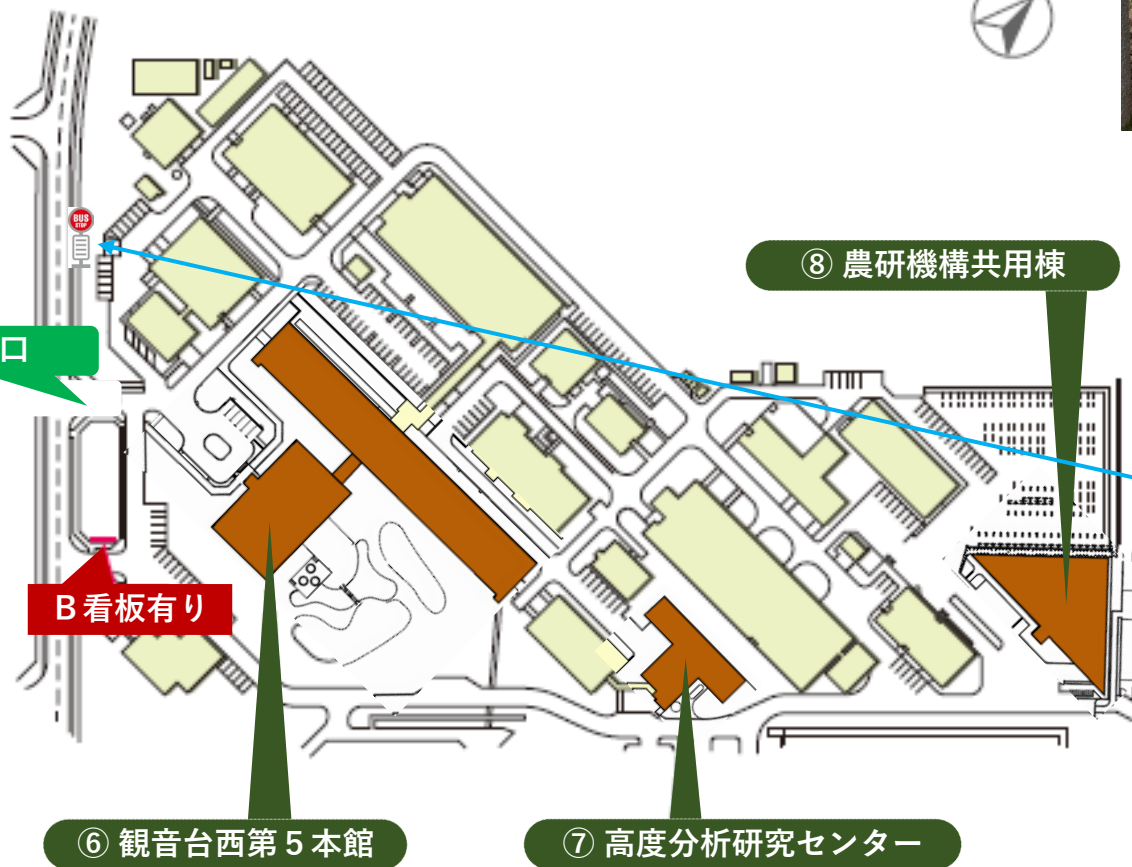 BUS
STOP
⑧ 農研機構共用棟
口
B看板有り
⑥ 観音台西第5本館
⑦ 高度分析研究センター